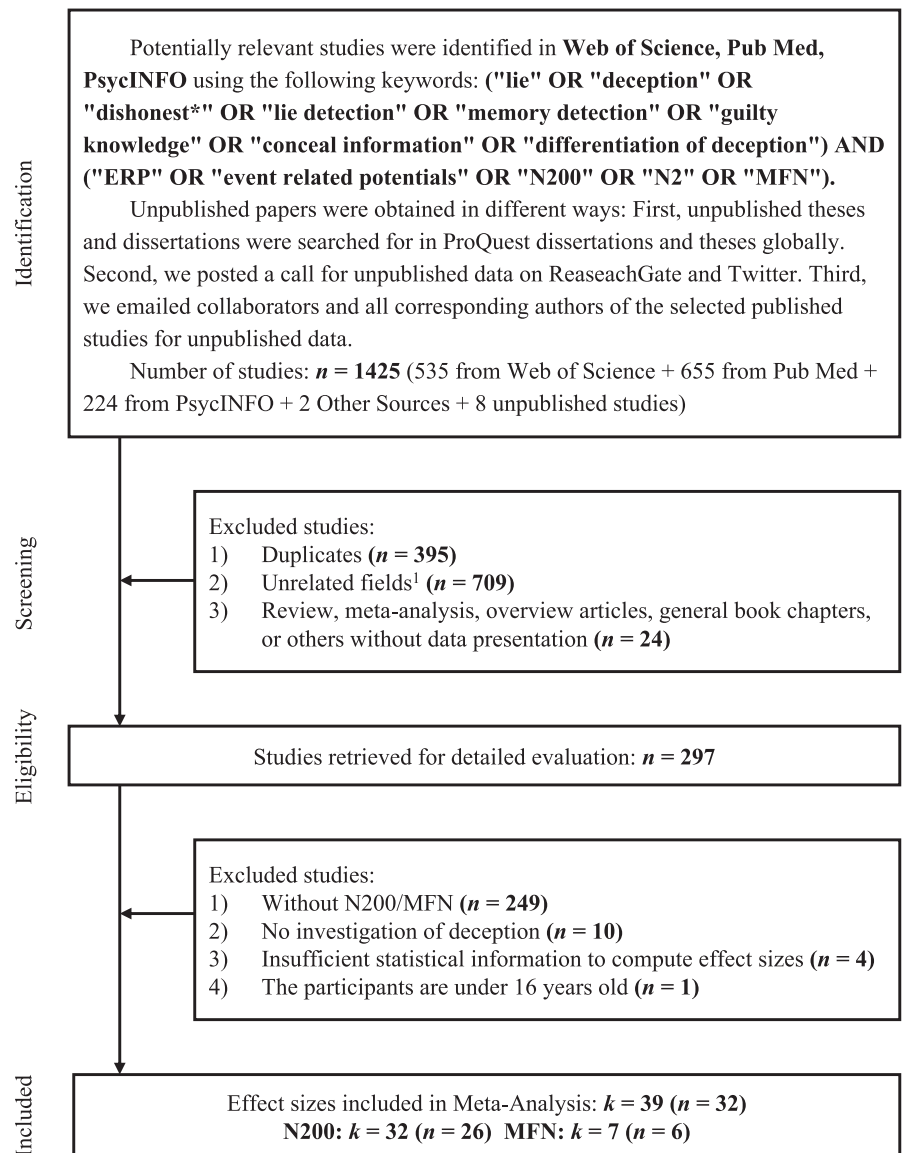 Identification
Potentially relevant studies were identified in Web of Science, Pub Med,
PsycINFO using the following keywords: ("lie" OR "deception" OR
"dishonest*" OR "lie detection" OR "memory detection" OR "guilty
knowledge" OR "conceal information" OR "differentiation of deception") AND
("ERP" OR "event related potentials" OR "N200" OR "N2" OR "MFN").
Unpublished papers were obtained in different ways: First, unpublished theses
and dissertations were searched for in ProQuest dissertations and theses globally.
Second, we posted a call for unpublished data on ReaseachGate and Twitter. Third,
we emailed collaborators and all corresponding authors of the selected published
studies for unpublished data.
Number of studies: n = 1425 (535 from Web of Science + 655 from Pub Med +
224 from PsycINFO + 2 Other Sources + 8 unpublished studies)
Screening
Excluded studies:
1) Duplicates (n = 395)
2) Unrelated fields¹ (n = 709)
3) Review, meta-analysis, overview articles, general book chapters,
or others without data presentation (n = 24)
Eligibility
Studies retrieved for detailed evaluation: n = 297
Excluded studies:
1) Without N200/MFN (n = 249)
2) No investigation of deception (n = 10)
3) Insufficient statistical information to compute effect sizes (n = 4)
4) The participants are under 16 years old (n = 1)
Included
Effect sizes included in Meta-Analysis: k = 39 (n = 32)
N200: k = 32 (n = 26) MFN: k = 7 (n = 6)